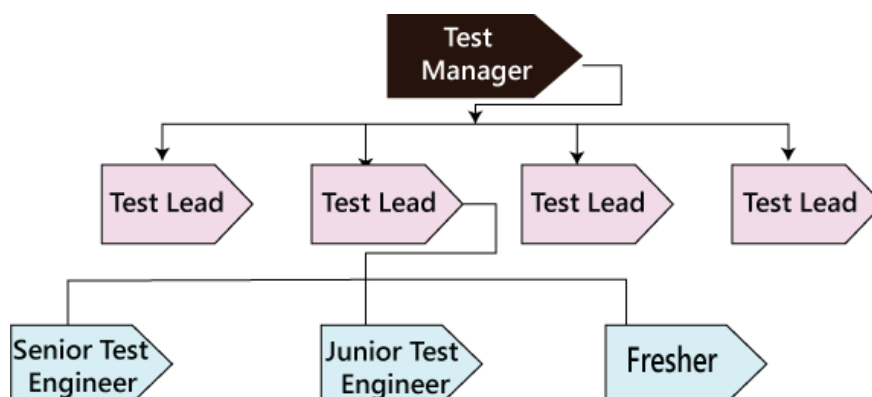 Test
Manager
Test Lead
Test Lead
Test Lead
Test Lead
Senior Test
Engineer
Junior Test
Engineer
Fresher